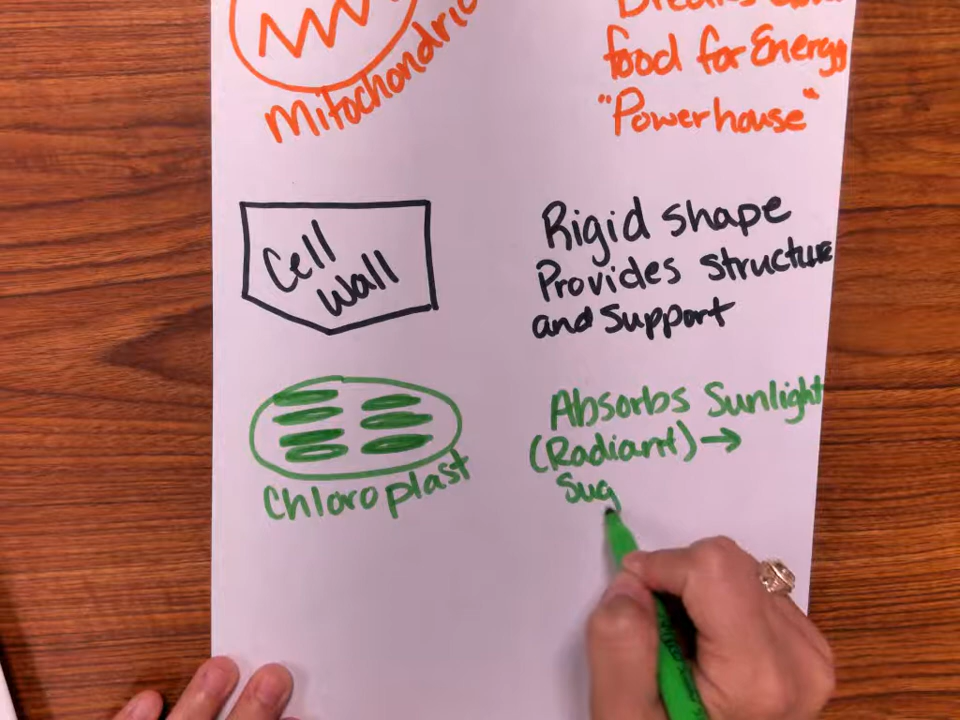 Mitochondria
food for Energy
"Powerhouse"
Cell
Wall
Rigid shape
Provides structure
and Support
Chloroplast
Absorbs Sunlight
(Radiant) →
Sug